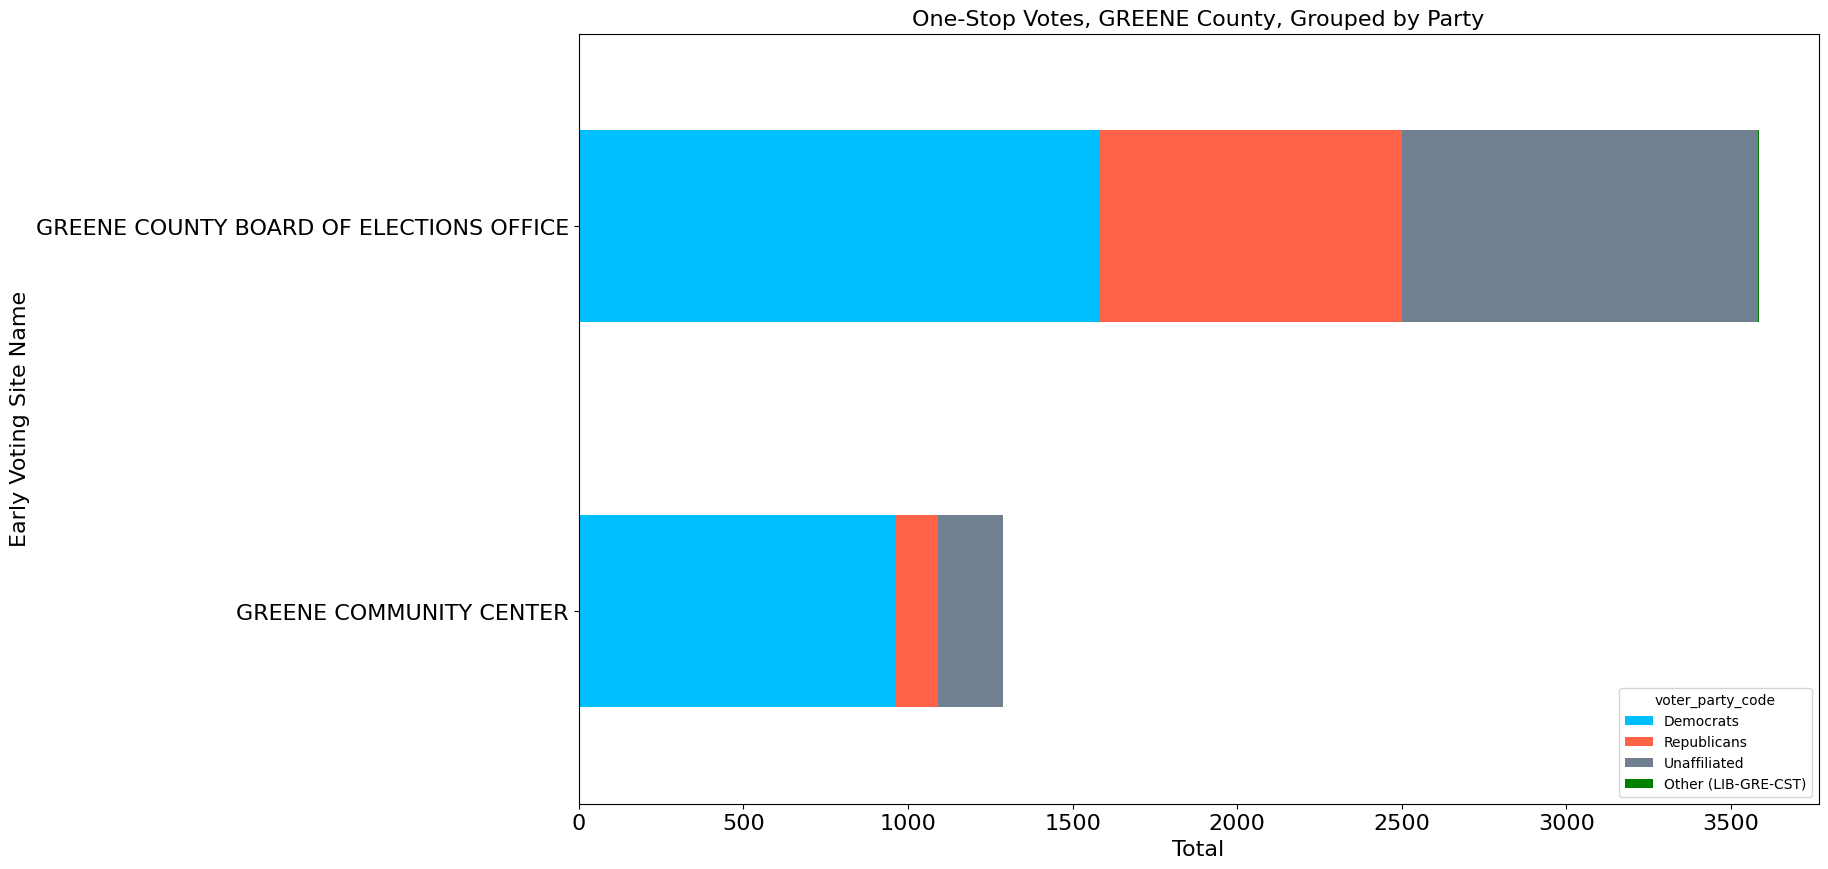 One-Stop Votes, GREENE County, Grouped by Party
Early Voting Site Name
GREENE COUNTY BOARD OF ELECTIONS OFFICE
GREENE COMMUNITY CENTER
voter_party_code
Democrats
Republicans
Unaffiliated
Other (LIB-GRE-CST)
0 500 1000 1500 2000 2500 3000 3500
Total